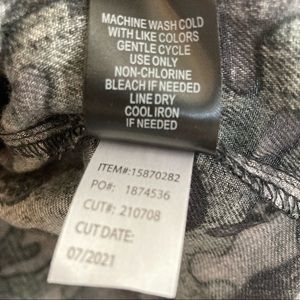 MACHINE WASH COLD
WITH LIKE COLORS
GENTLE CYCLE
USE ONLY
NON-CHLORINE
BLEACH IF NEEDED
LINE DRY
COOL IRON
IF NEEDED
ITEM#:15870282
PO#: 1874536
CUT#: 210708
CUT DATE:
07/2021